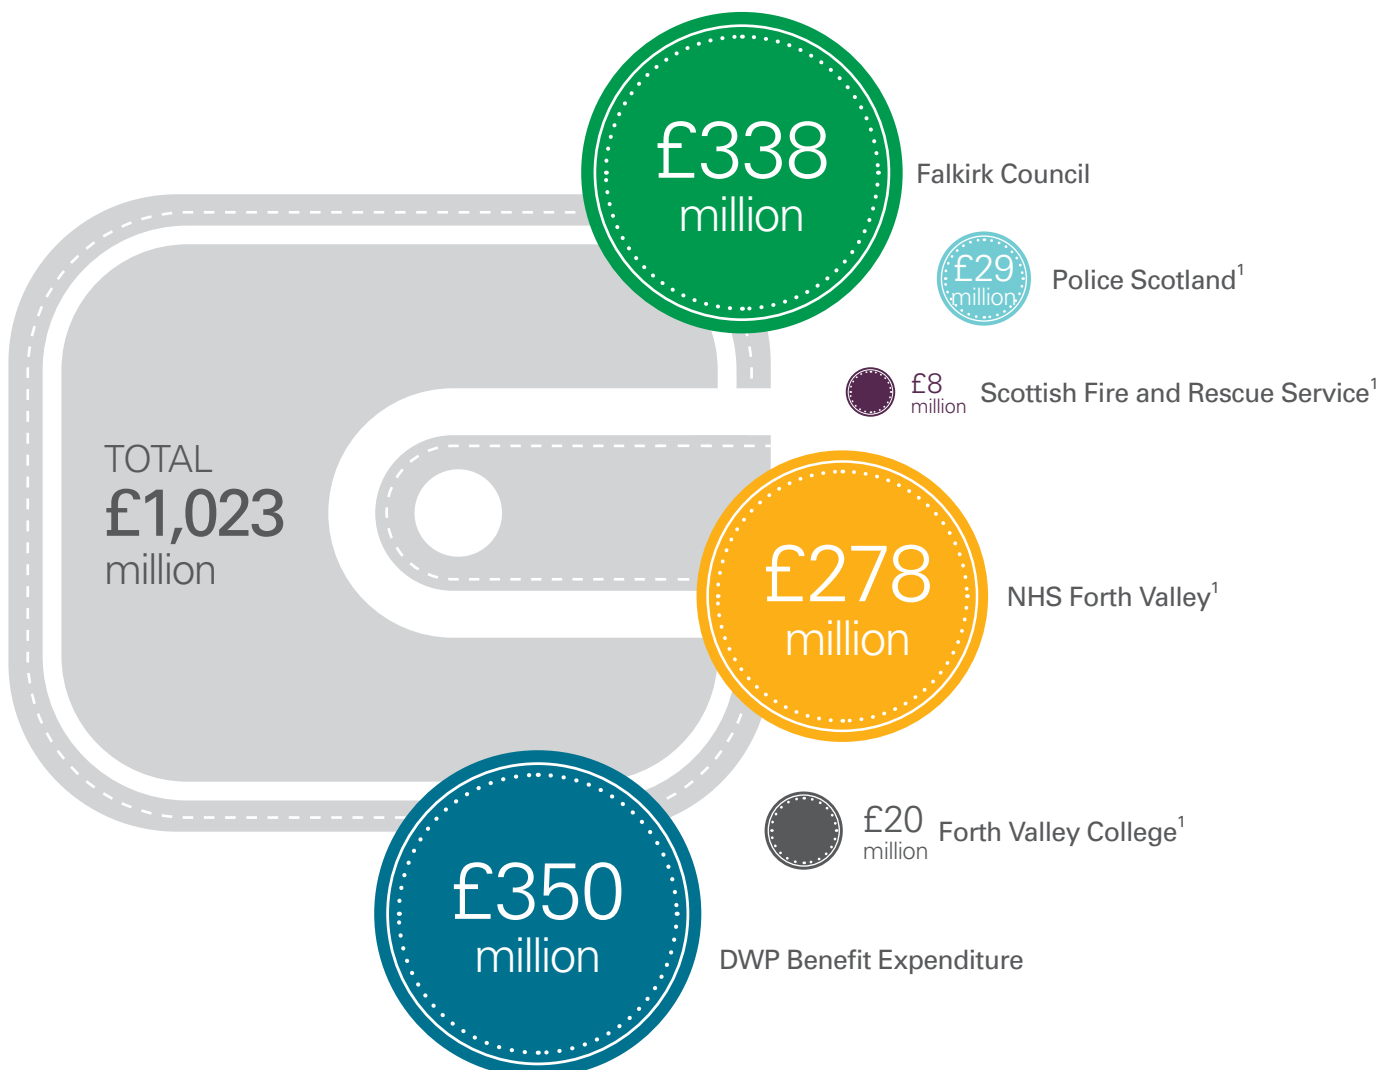 £338
million
Falkirk Council
£29
million
Police Scotland¹
£8
million
Scottish Fire and Rescue Service¹
TOTAL
£1,023
million
£278
million
NHS Forth Valley¹
£20
million
Forth Valley College¹
£350
million
DWP Benefit Expenditure